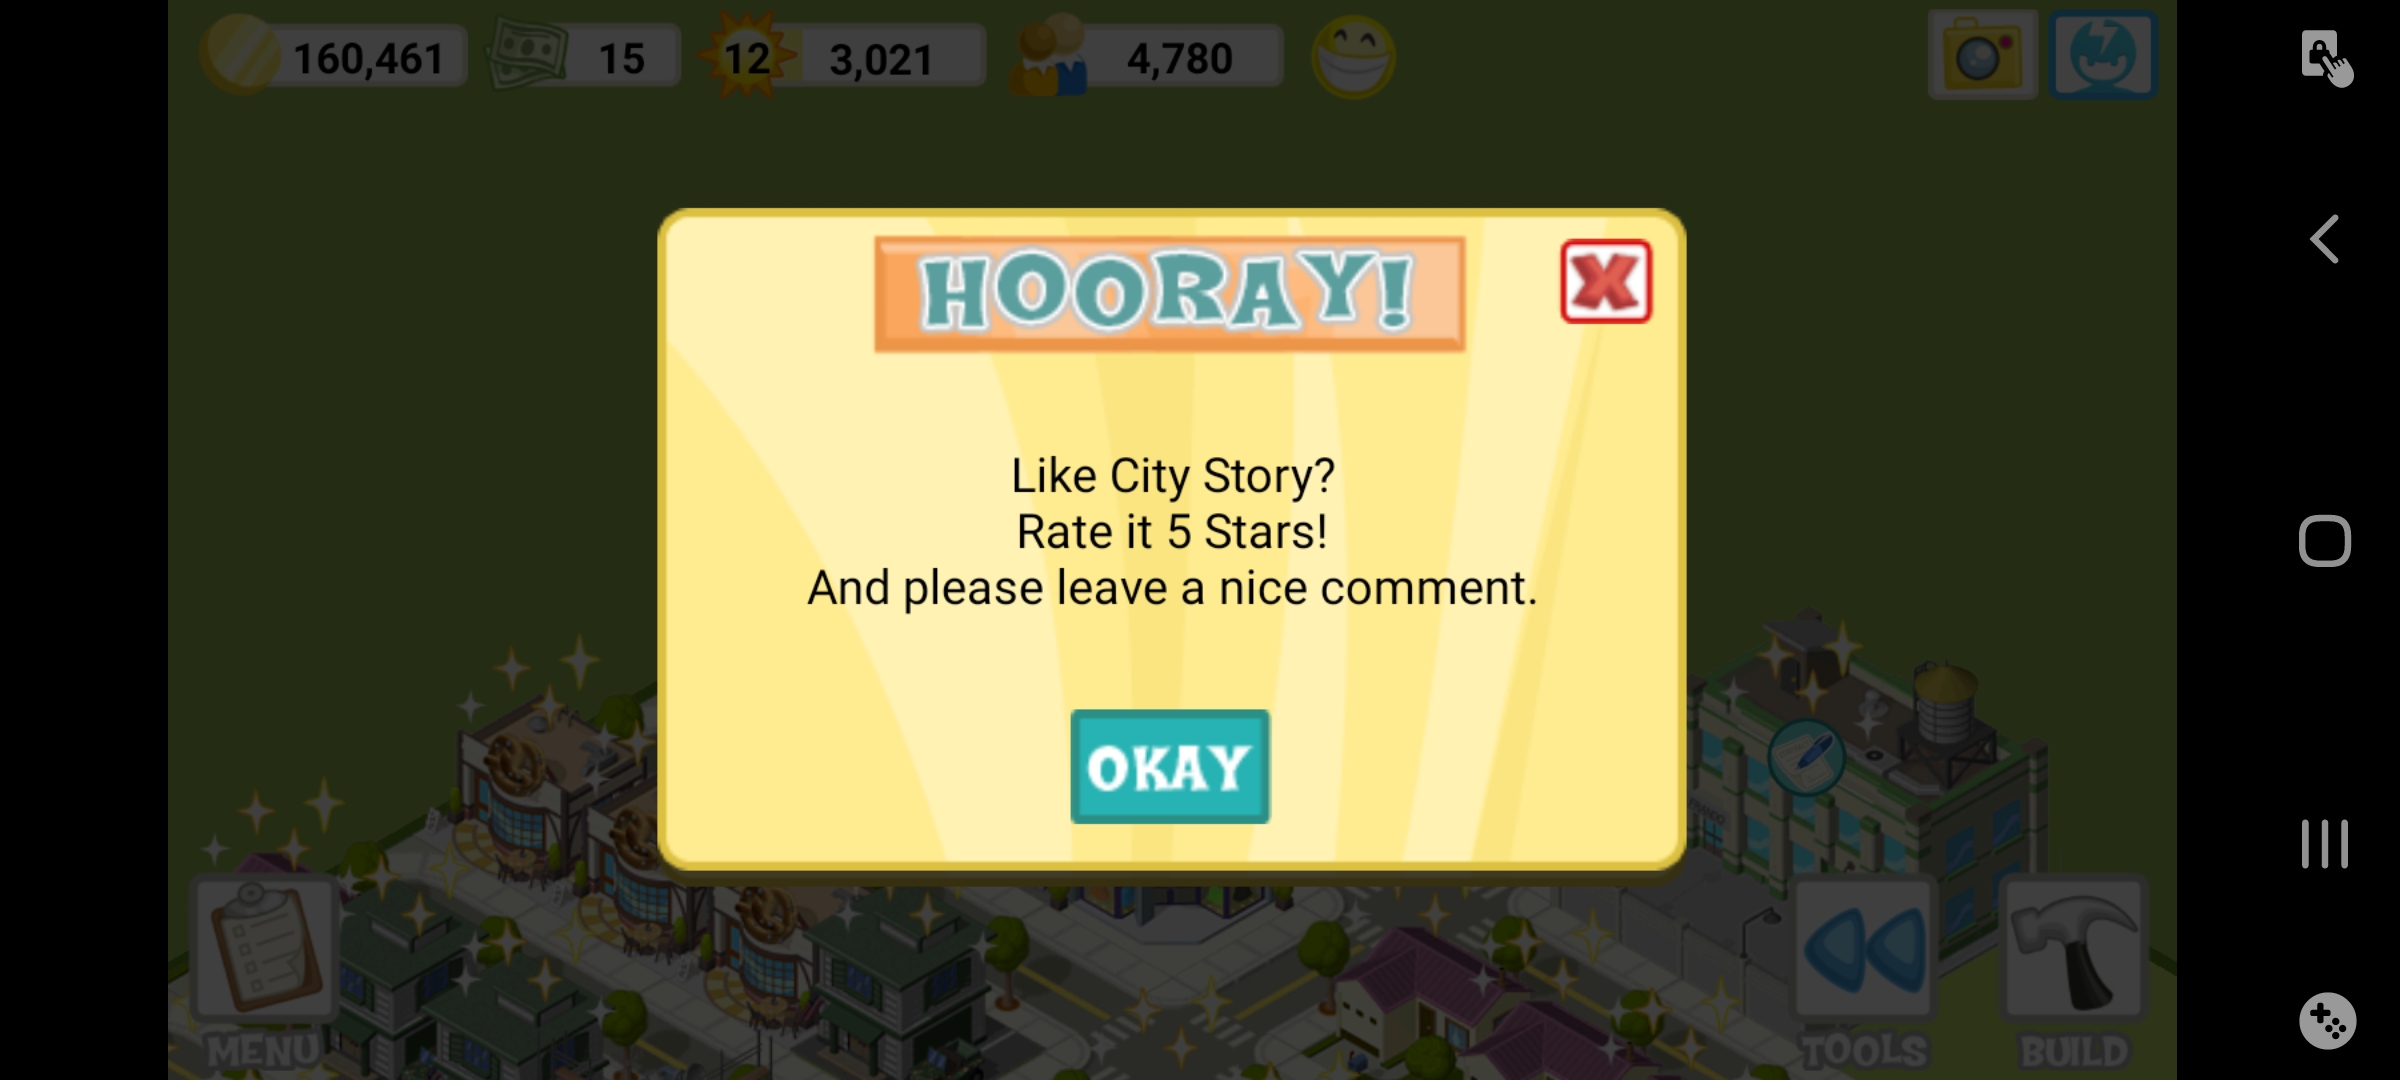 160,461
15
12
3,021
4,780
HOORAY!
Like City Story?
Rate it 5 Stars!
And please leave a nice comment.
OKAY
MENU
TOOLS
BUILD